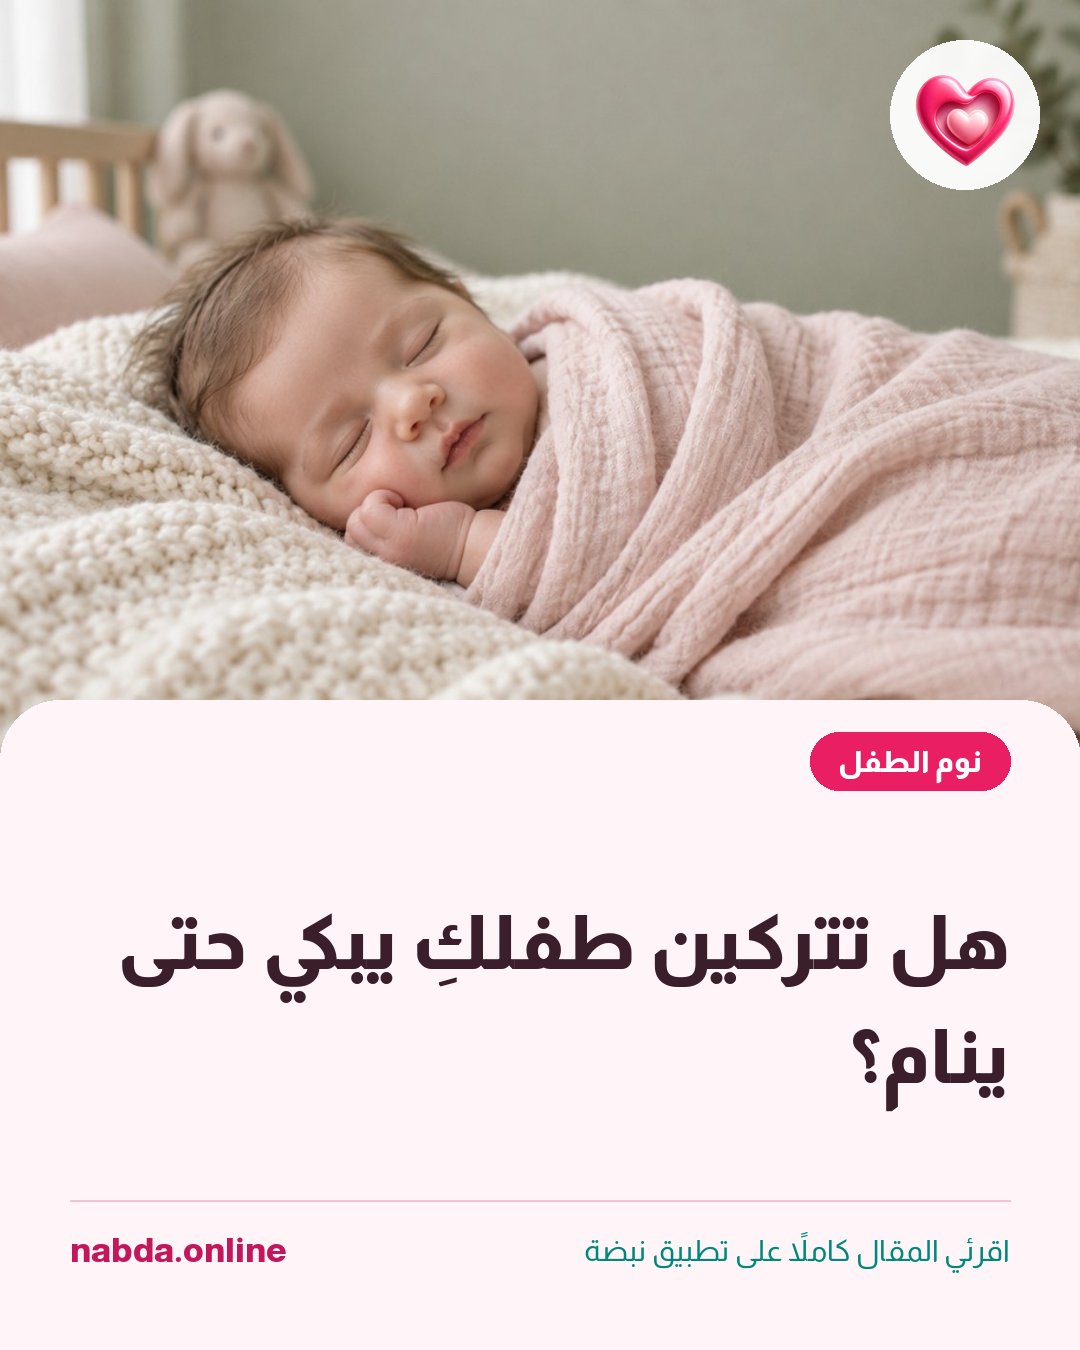 نوم الطفل
هل تتركين طفلكِ يبكي حتى
ينام؟
اقرئي المقال كاملًا على تطبيق نبضة
nabda.online